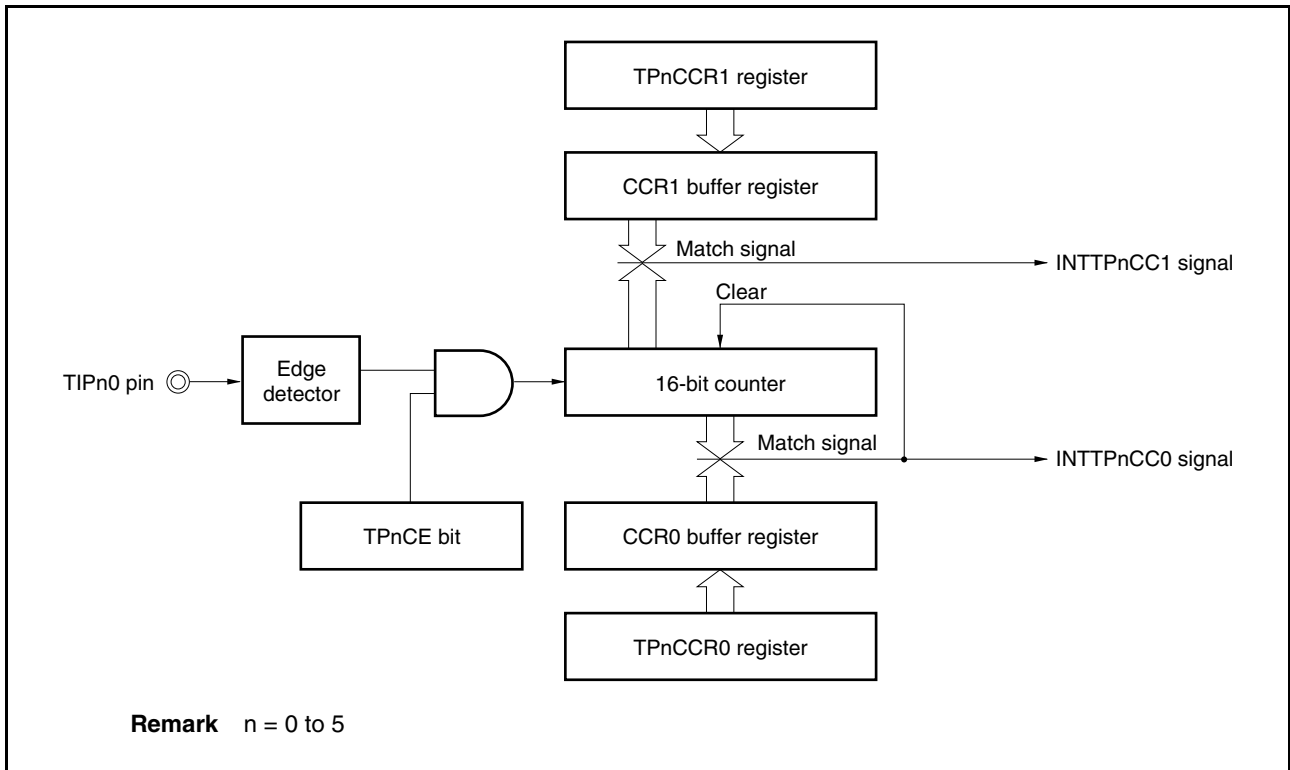 TPnCCR1 register
CCR1 buffer register
Match signal
INTTPnCC1 signal
Clear
TIPn0 pin
Edge
detector
16-bit counter
Match signal
INTTPnCC0 signal
TPnCE bit
CCR0 buffer register
TPnCCR0 register
Remark n = 0 to 5